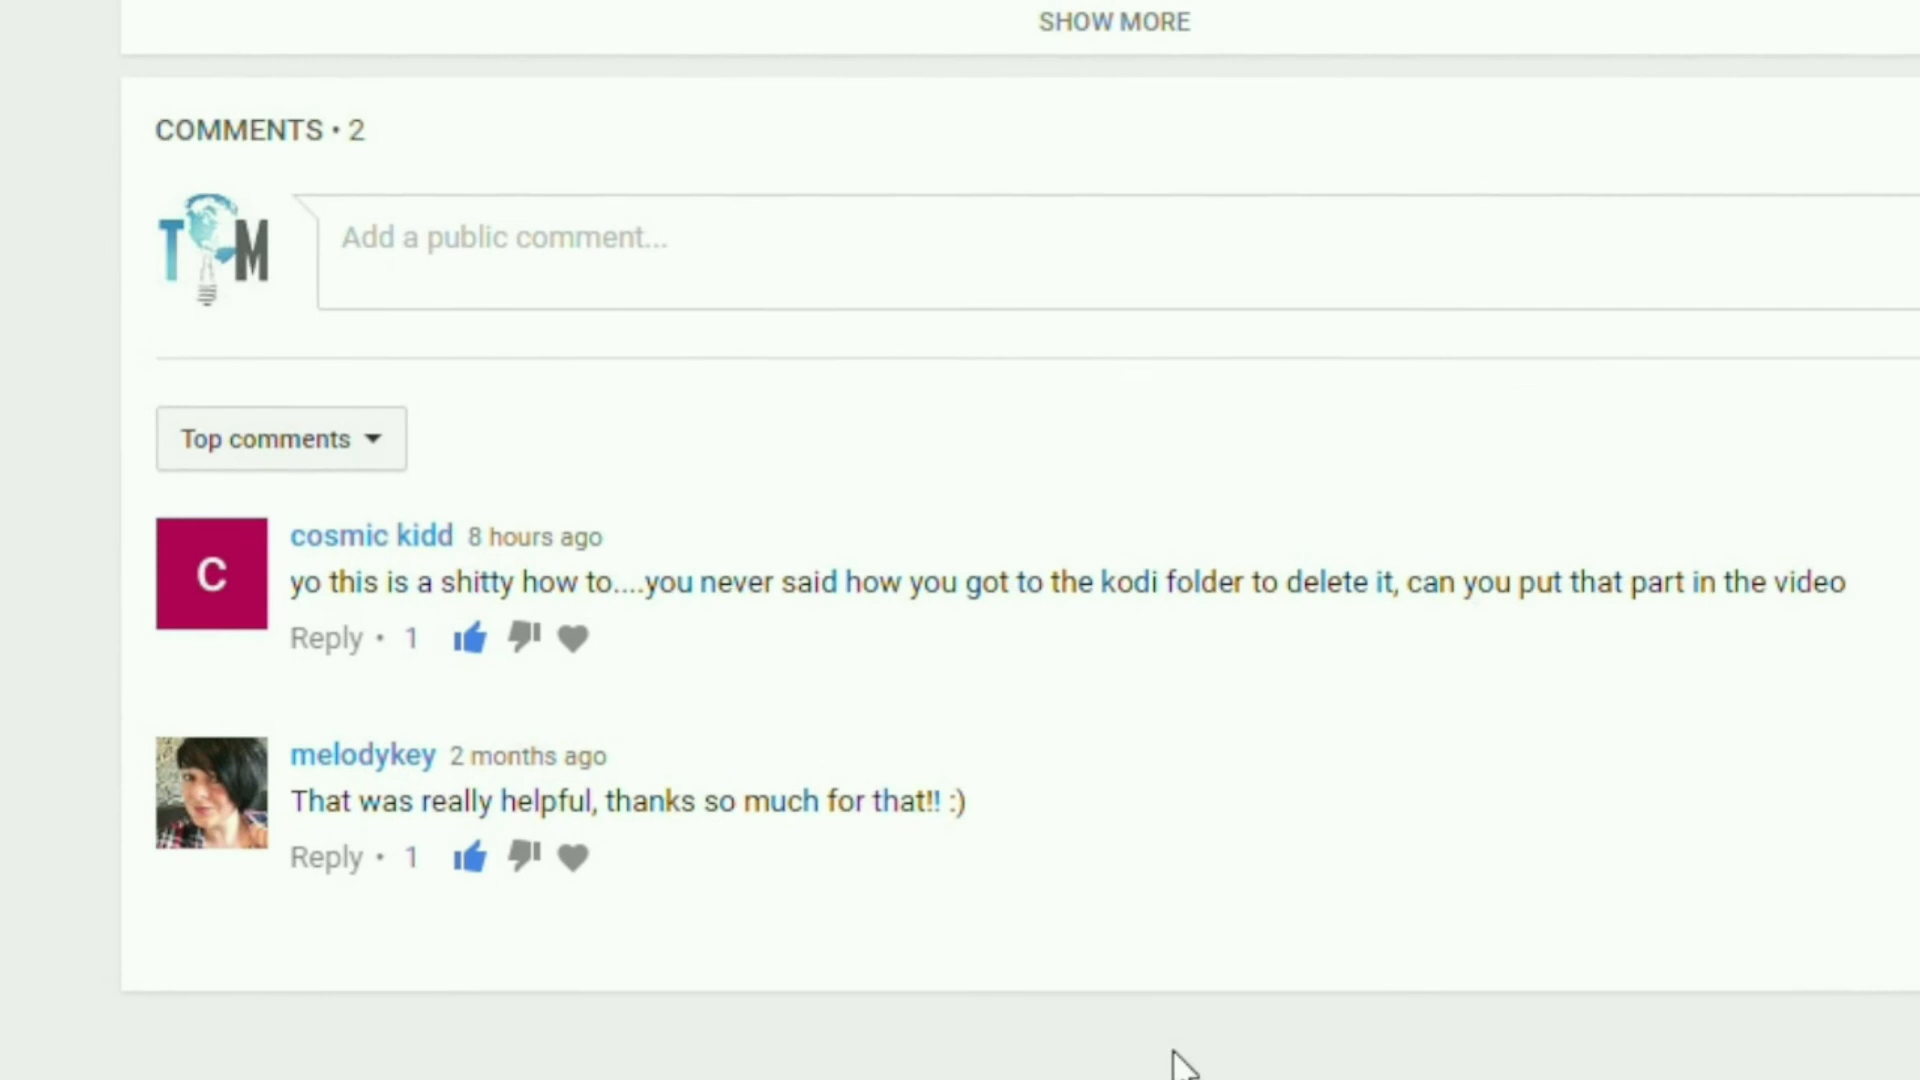 SHOW MORE
COMMENTS • 2
T M
Add a public comment...
Top comments
C
cosmic kidd 8 hours ago
yo this is a shitty how to....you never said how you got to the kodi folder to delete it, can you put that part in the video
Reply • 1
melodykey 2 months ago
That was really helpful, thanks so much for that!! :)
Reply • 1